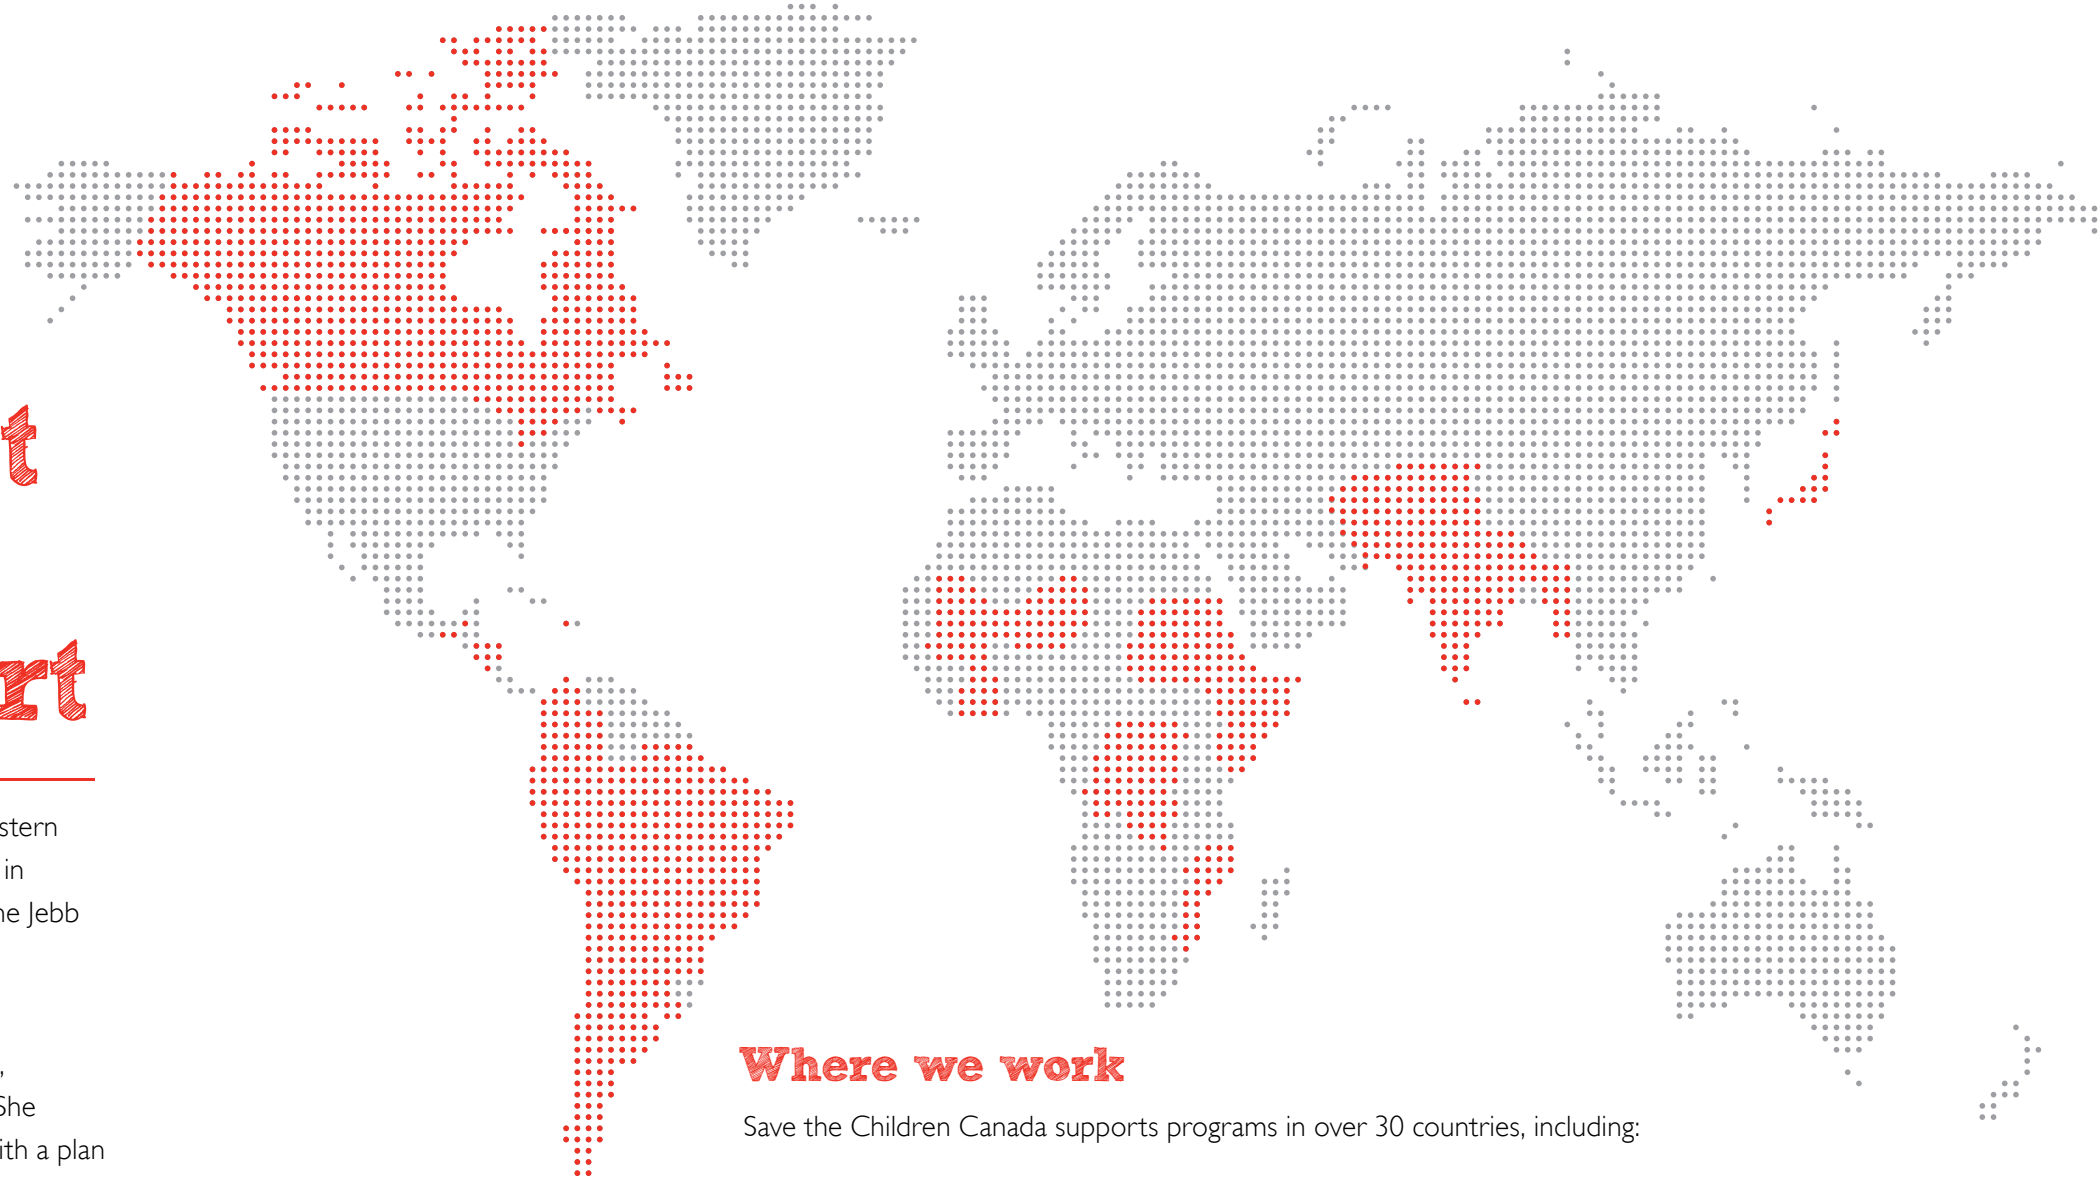 t
rt
stern
in
ne Jebb
,
She
ith a plan
Where we work
Save the Children Canada supports programs in over 30 countries, including: